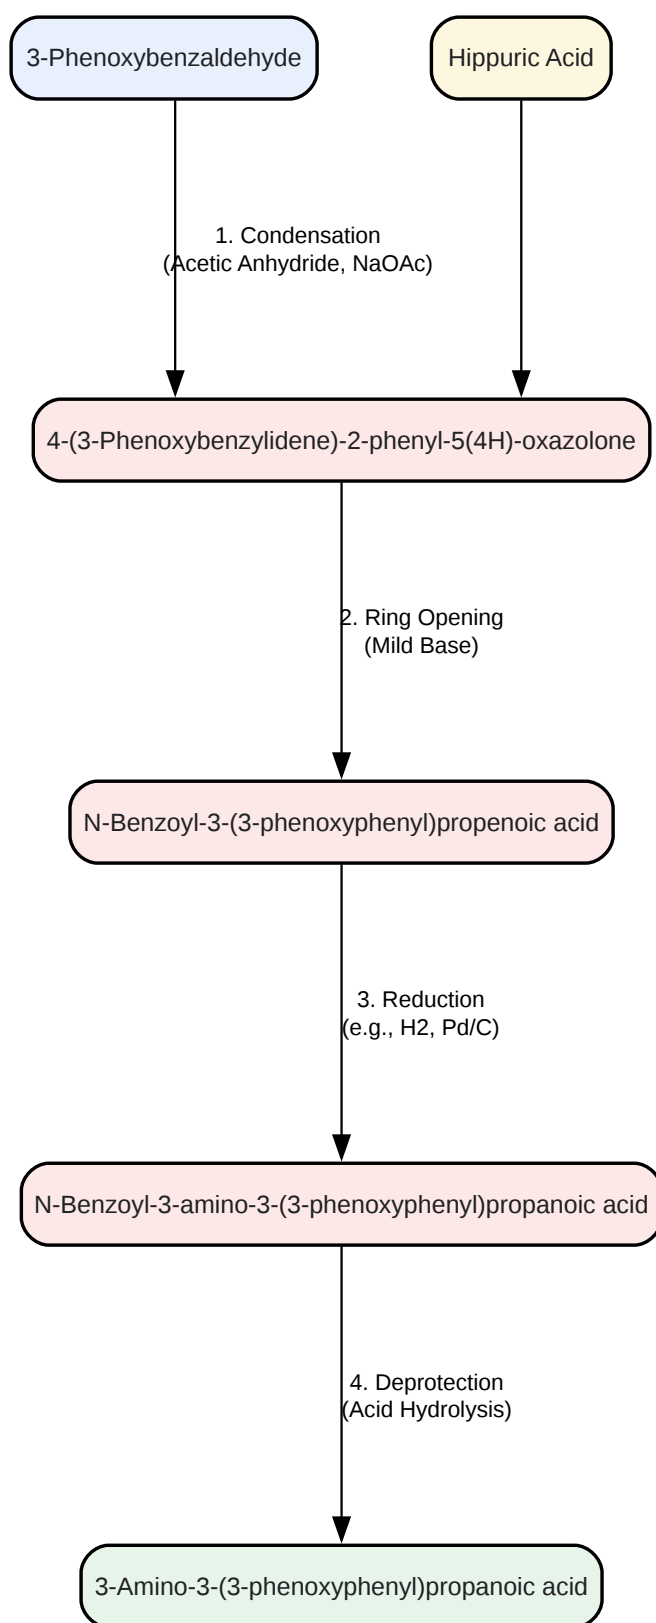 3-Phenoxybenzaldehyde
Hippuric Acid
1. Condensation
(Acetic Anhydride, NaOAc)
4-(3-Phenoxybenzylidene)-2-phenyl-5(4H)-oxazolone
2. Ring Opening
(Mild Base)
N-Benzoyl-3-(3-phenoxyphenyl)propenoic acid
3. Reduction
(e.g., H2, Pd/C)
N-Benzoyl-3-amino-3-(3-phenoxyphenyl)propanoic acid
4. Deprotection
(Acid Hydrolysis)
3-Amino-3-(3-phenoxyphenyl)propanoic acid